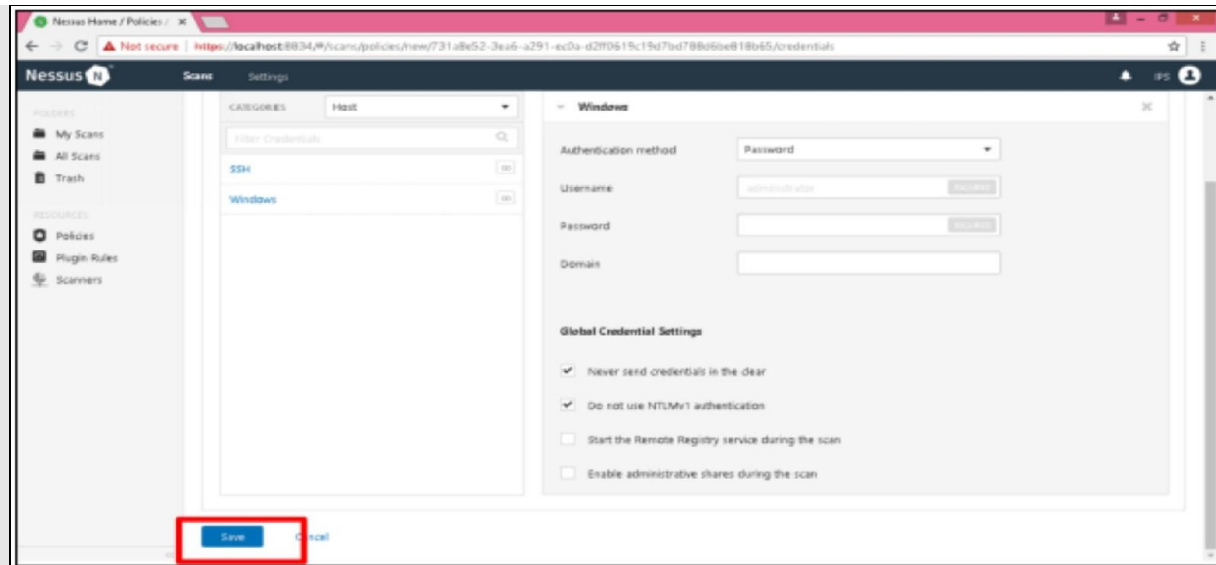 Nessus Home / Policies /
Not secure https://localhost:8834/#/scans/policies/new/731a8e52-3ea6-a291-ec0a-d2ff0619c19d7bd788d6be818b65/credentials
Nessus N Scans Settings IPS
FOLDERS
My Scans
All Scans
Trash
RESOURCES
Policies
Plugin Rules
Scanners
CATEGORIES Host
Filter Credentials
SSH
Windows
Windows
Authentication method Password
Username administrator REQUIRED
Password REQUIRED
Domain
Global Credential Settings
Never send credentials in the clear
Do not use NTLMv1 authentication
Start the Remote Registry service during the scan
Enable administrative shares during the scan
Save Cancel